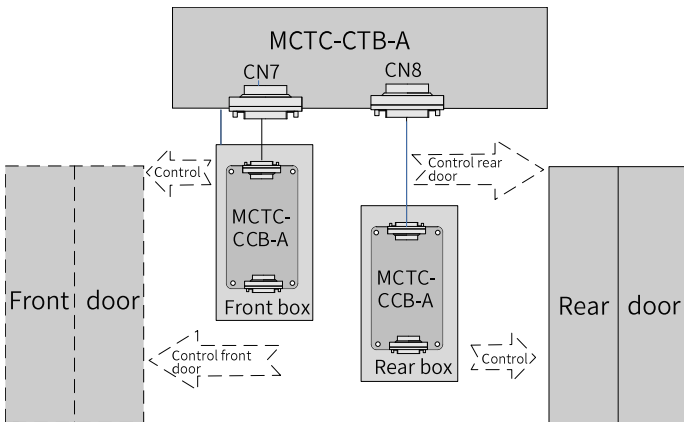 MCTC-CTB-A
CN7
CN8
Control
Control rear
door
MCTC-
CCB-A
Front box
MCTC-
CCB-A
Rear box
Front door
Rear door
1
Control front
door
Control